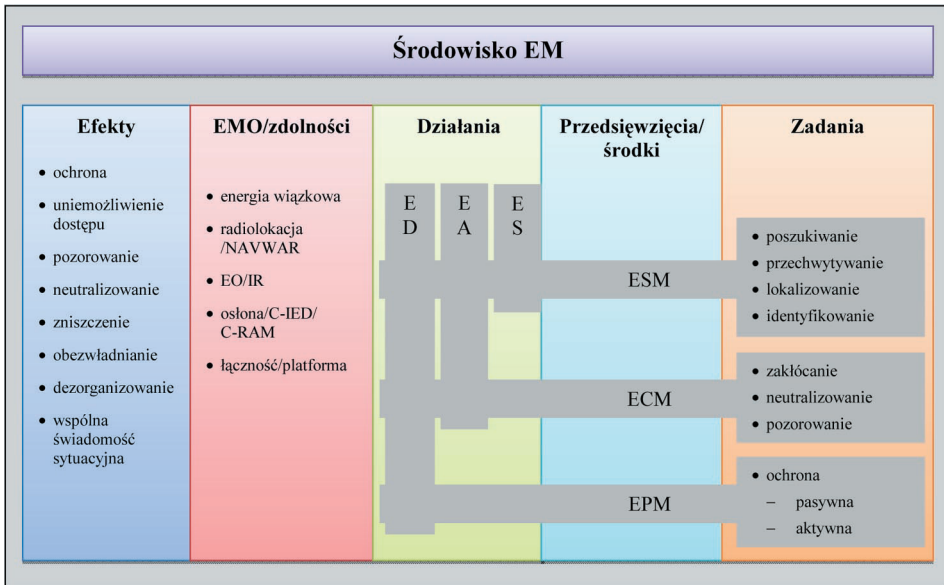 Środowisko EM
Efekty
• ochrona
• uniemożliwienie
dostępu
• pozorowanie
• neutralizowanie
• zniszczenie
• obezwładnianie
• dezorganizowanie
• wspólna
świadomość
sytuacyjna
EMO/zdolności
• energia wiązkowa
• radiolokacja
/NAVWAR
• EO/IR
• osłona/C-IED/
C-RAM
• łączność/platforma
Działania
E
D
E
A
E
S
Przedsięwzięcia/
środki
ESM
ECM
EPM
Zadania
• poszukiwanie
• przechwytywanie
• lokalizowanie
• identyfikowanie
• zakłócanie
• neutralizowanie
• pozorowanie
• ochrona
– pasywna
– aktywna